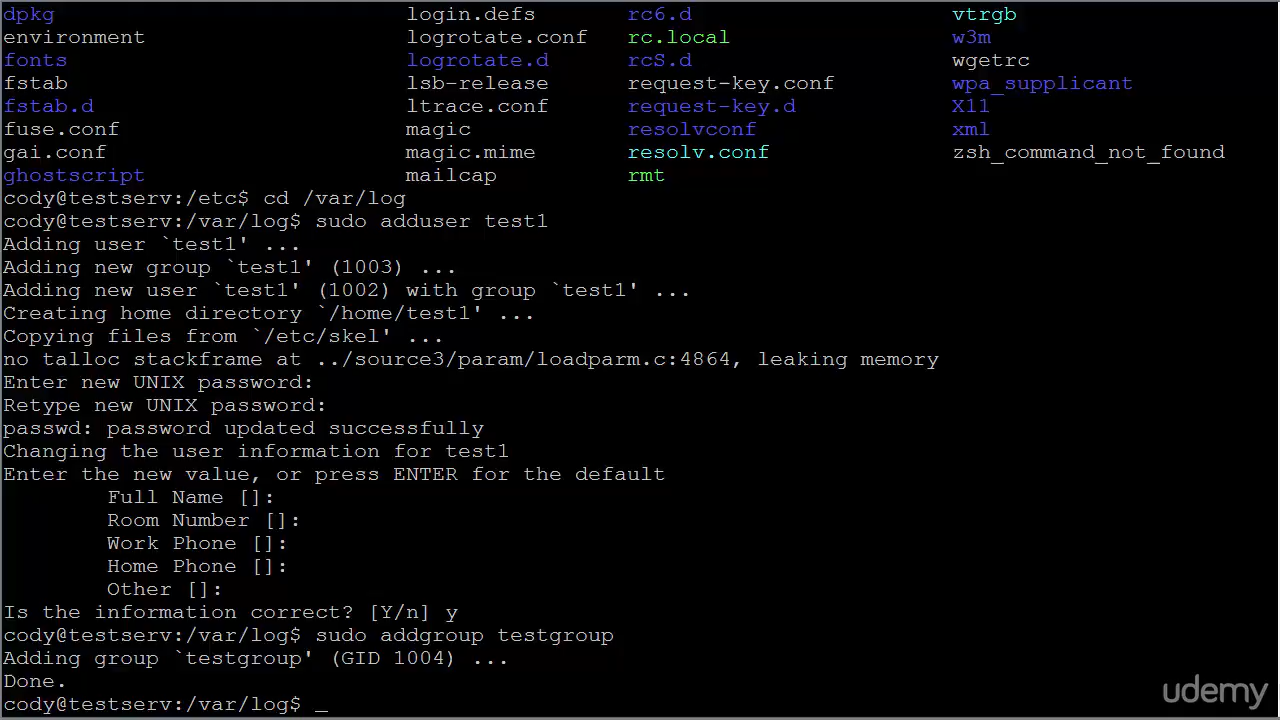 dpkg login.defs rc6.d vtrgb
environment logrotate.conf rc.local w3m
fonts logrotate.d rcS.d wgetrc
fstab lsb-release request-key.conf wpa_supplicant
fstab.d ltrace.conf request-key.d X11
fuse.conf magic resolvconf xml
gai.conf magic.mime resolv.conf zsh_command_not_found
ghostscript mailcap rmt
cody@testserv:/etc$ cd /var/log
cody@testserv:/var/log$ sudo adduser test1
Adding user `test1' ...
Adding new group `test1' (1003) ...
Adding new user `test1' (1002) with group `test1' ...
Creating home directory `/home/test1' ...
Copying files from `/etc/skel' ...
no talloc stackframe at ../source3/param/loadparm.c:4864, leaking memory
Enter new UNIX password:
Retype new UNIX password:
passwd: password updated successfully
Changing the user information for test1
Enter the new value, or press ENTER for the default
Full Name []:
Room Number []:
Work Phone []:
Home Phone []:
Other []:
Is the information correct? [Y/n] y
cody@testserv:/var/log$ sudo addgroup testgroup
Adding group `testgroup' (GID 1004) ...
Done.
cody@testserv:/var/log$ _
udemy